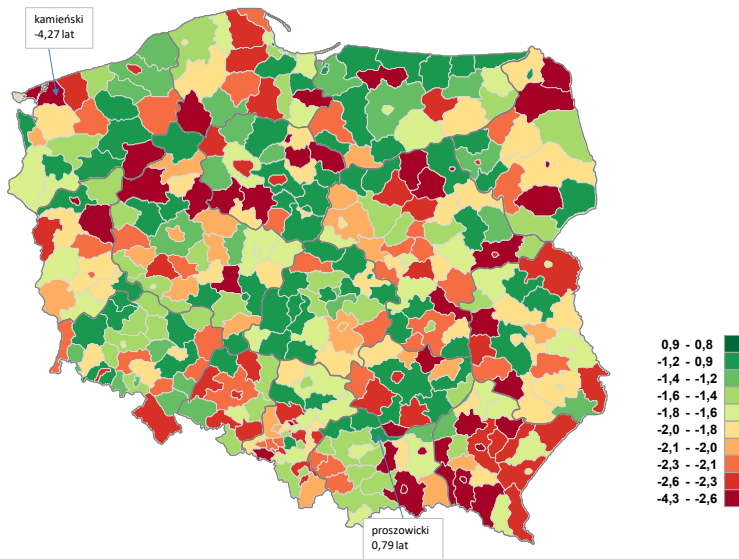 kamieński
-4,27 lat
0,9 - 0,8
-1,2 - 0,9
-1,4 - -1,2
-1,6 - -1,4
-1,8 - -1,6
-2,0 - -1,8
-2,1 - -2,0
-2,3 - -2,1
-2,6 - -2,3
-4,3 - -2,6
proszowicki
0,79 lat